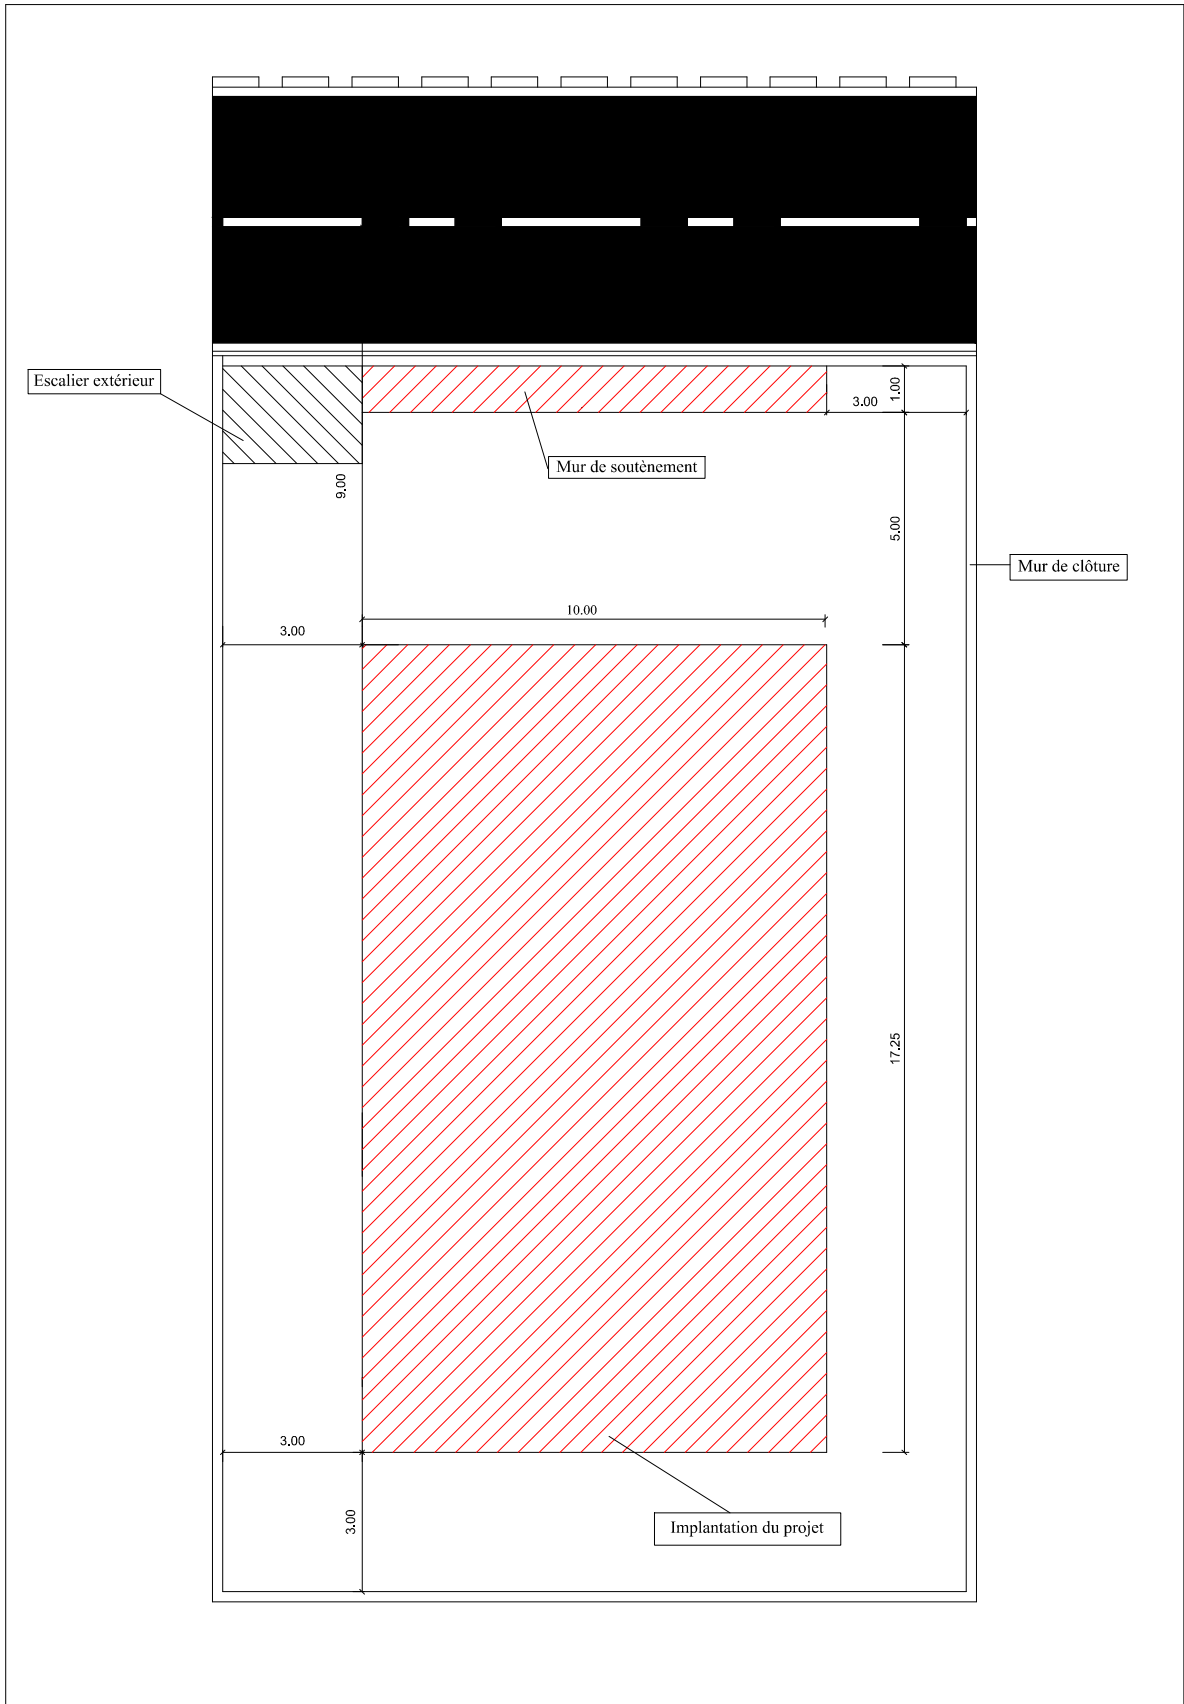 Escalier extérieur
1.00
3.00
Mur de soutènement
9.00
5.00
Mur de clôture
10.00
3.00
17.25
3.00
3.00
Implantation du projet